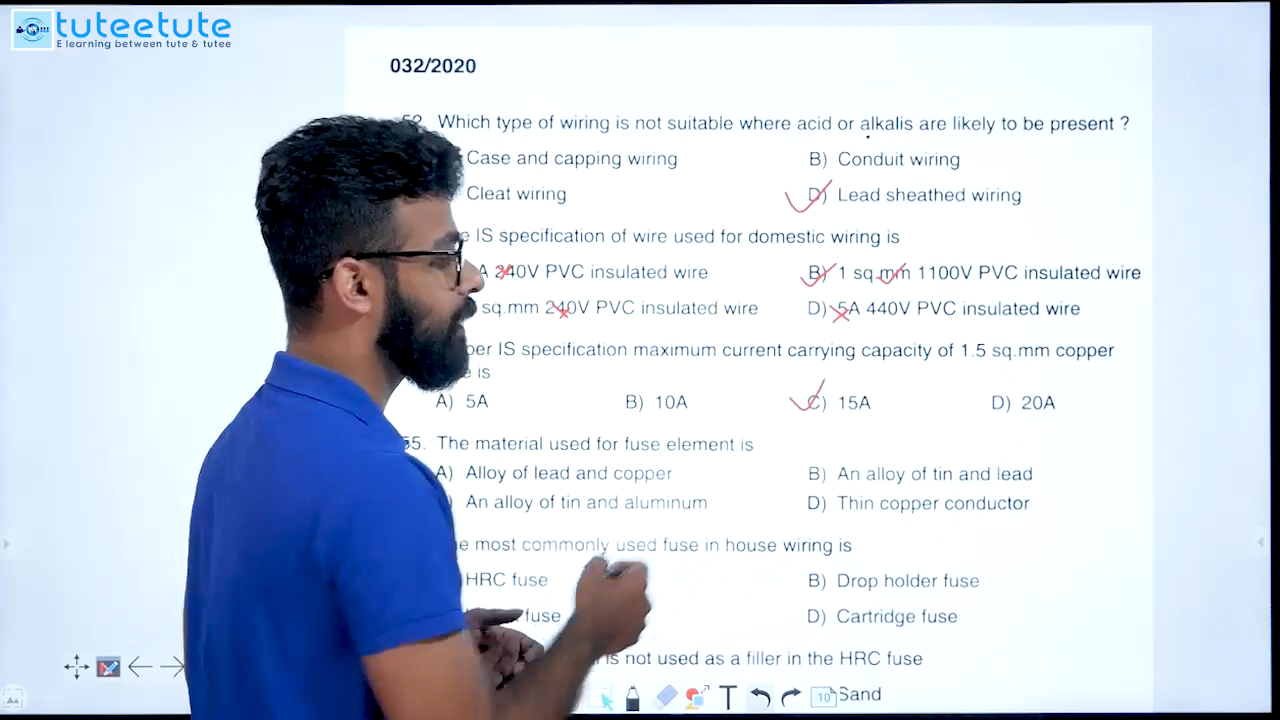 tuteetute
E learning between tute & tutee
032/2020
Which type of wiring is not suitable where acid or alkalis are likely to be present ?
Case and capping wiring B) Conduit wiring
Cleat wiring D) Lead sheathed wiring
IS specification of wire used for domestic wiring is
A 240V PVC insulated wire B) 1 sq.mm 1100V PVC insulated wire
sq.mm 240V PVC insulated wire D) 5A 440V PVC insulated wire
IS specification maximum current carrying capacity of 1.5 sq.mm copper
is
A) 5A B) 10A C) 15A D) 20A
55. The material used for fuse element is
A) Alloy of lead and copper B) An alloy of tin and lead
An alloy of tin and aluminum D) Thin copper conductor
most commonly used fuse in house wiring is
HRC fuse B) Drop holder fuse
fuse D) Cartridge fuse
is not used as a filler in the HRC fuse
Sand